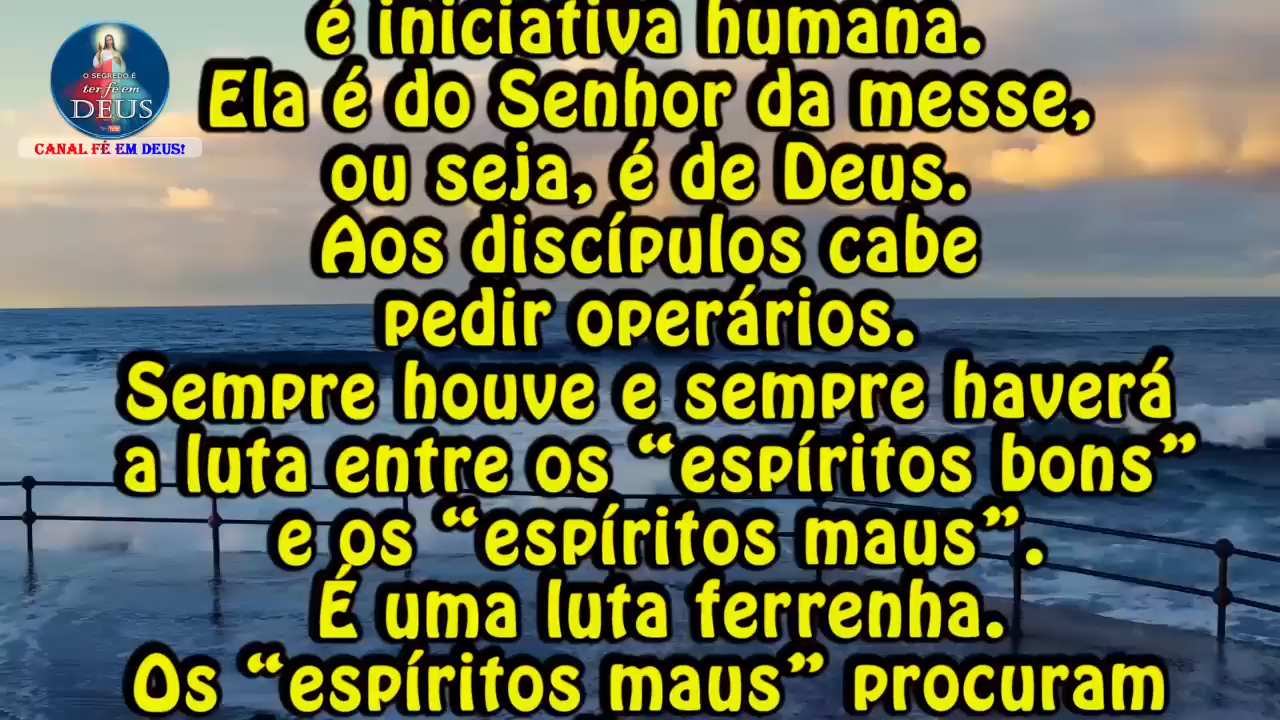 O SEGREDO É
ter fé em
DEUS
CANAL FÉ EM DEUS!
é iniciativa humana.
Ela é do Senhor da messe,
ou seja, é de Deus.
Aos discípulos cabe
pedir operários.
Sempre houve e sempre haverá
a luta entre os “espíritos bons”
e os “espíritos maus”.
É uma luta ferrenha.
Os “espíritos maus” procuram